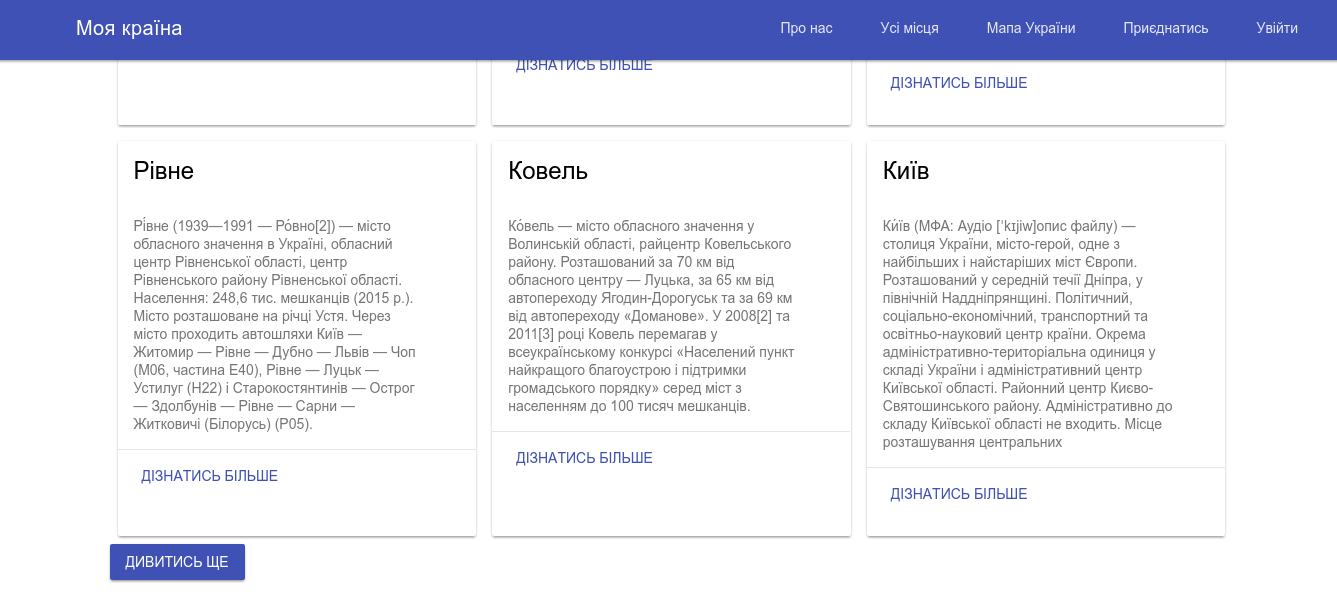 Моя країна
Про нас
Усі місця
Мапа України
Приєднатись
Увійти
ДІЗНАТИСЬ БІЛЬШЕ
ДІЗНАТИСЬ БІЛЬШЕ
Рівне
Рі́вне (1939—1991 — Ро́вно[2]) — місто
обласного значення в Україні, обласний
центр Рівненської області, центр
Рівненського району Рівненської області.
Населення: 248,6 тис. мешканців (2015 р.).
Місто розташоване на річці Устя. Через
місто проходить автошляхи Київ —
Житомир — Рівне — Дубно — Львів — Чоп
(М06, частина E40), Рівне — Луцьк —
Устилуг (Н22) і Старокостянтинів — Острог
— Здолбунів — Рівне — Сарни —
Житковичі (Білорусь) (Р05).
ДІЗНАТИСЬ БІЛЬШЕ
Ковель
Ко́вель — місто обласного значення у
Волинській області, райцентр Ковельського
району. Розташований за 70 км від
обласного центру — Луцька, за 65 км від
автопереходу Ягодин-Дорогуськ та за 69 км
від автопереходу «Доманове». У 2008[2] та
2011[3] році Ковель перемагав у
всеукраїнському конкурсі «Населений пункт
найкращого благоустрою і підтримки
громадського порядку» серед міст з
населенням до 100 тисяч мешканців.
ДІЗНАТИСЬ БІЛЬШЕ
Київ
Ки́їв (МФА: Аудіо [ˈkɪjiw]опис файлу) —
столиця України, місто-герой, одне з
найбільших і найстаріших міст Європи.
Розташований у середній течії Дніпра, у
північній Наддніпрянщині. Політичний,
соціально-економічний, транспортний та
освітньо-науковий центр країни. Окрема
адміністративно-територіальна одиниця у
складі України і адміністративний центр
Київської області. Районний центр Києво-
Святошинського району. Адміністративно до
складу Київської області не входить. Місце
розташування центральних
ДІЗНАТИСЬ БІЛЬШЕ
ДИВИТИСЬ ЩЕ